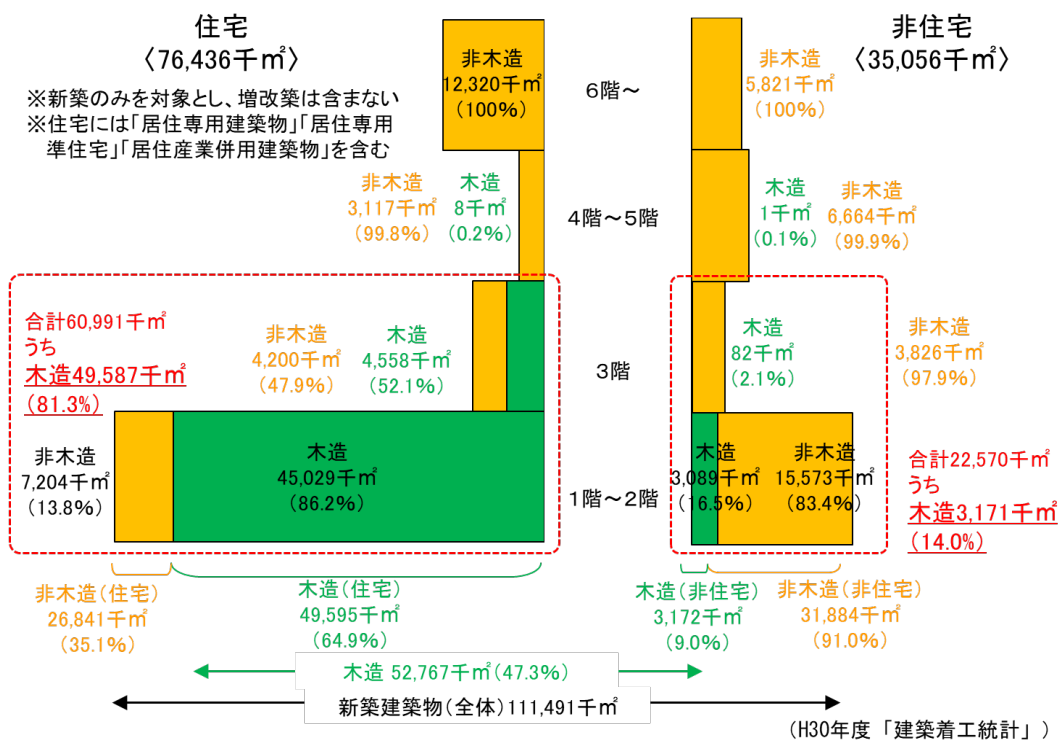 住宅
〈76,436千㎡〉
※新築のみを対象とし、増改築は含まない
※住宅には「居住専用建築物」「居住専用
準住宅」「居住産業併用建築物」を含む
非木造
12,320千㎡
(100%)
6階～
非木造
5,821千㎡
(100%)
非住宅
〈35,056千㎡〉
非木造
3,117千㎡
(99.8%)
木造
8千㎡
(0.2%)
4階～5階
木造
1千㎡
(0.1%)
非木造
6,664千㎡
(99.9%)
合計60,991千㎡
うち
木造49,587千㎡
(81.3%)
非木造
4,200千㎡
(47.9%)
木造
4,558千㎡
(52.1%)
3階
木造
82千㎡
(2.1%)
非木造
3,826千㎡
(97.9%)
非木造
7,204千㎡
(13.8%)
木造
45,029千㎡
(86.2%)
1階～2階
木造
3,089千㎡
(16.5%)
非木造
15,573千㎡
(83.4%)
合計22,570千㎡
うち
木造3,171千㎡
(14.0%)
非木造(住宅)
26,841千㎡
(35.1%)
木造(住宅)
49,595千㎡
(64.9%)
木造(非住宅)
3,172千㎡
(9.0%)
非木造(非住宅)
31,884千㎡
(91.0%)
木造 52,767千㎡(47.3%)
新築建築物(全体)111,491千㎡
(H30年度「建築着工統計」)